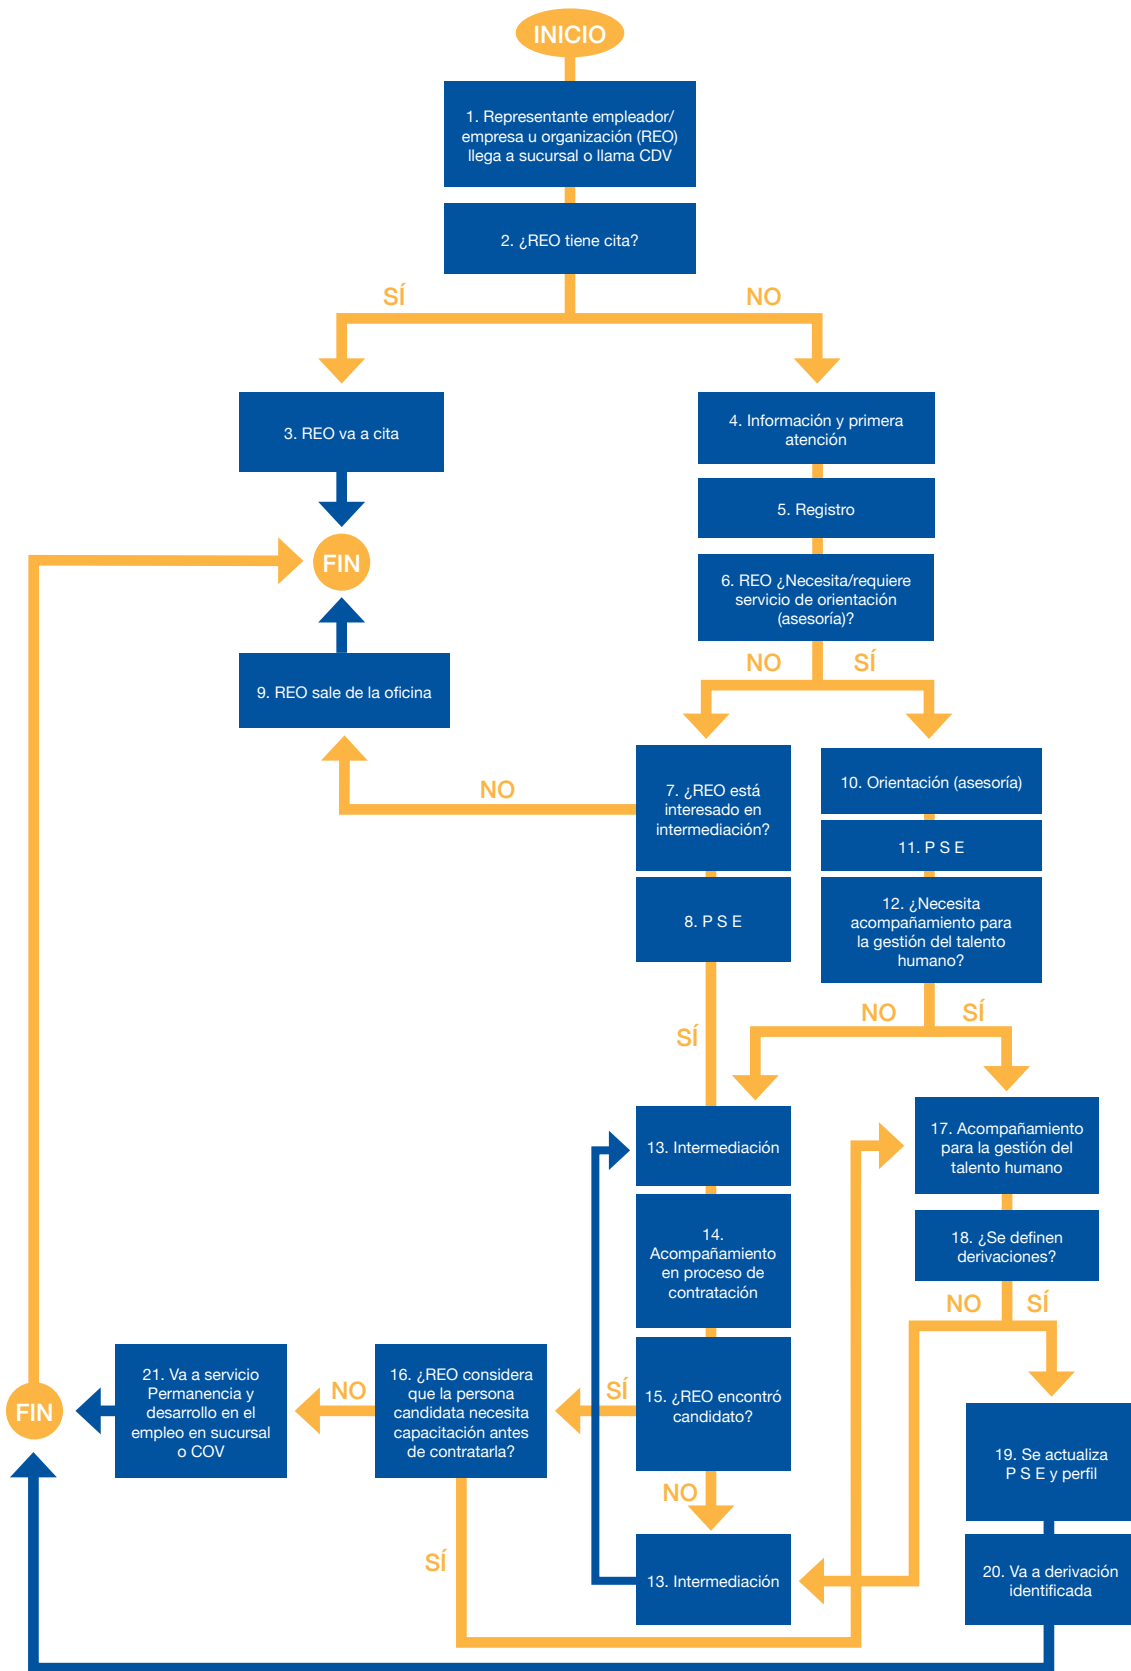 INICIO
1. Representante empleador/
empresa u organización (REO)
llega a sucursal o llama CDV
2. ¿REO tiene cita?
SÍ
NO
3. REO va a cita
4. Información y primera
atención
5. Registro
FIN
6. REO ¿Necesita/requiere
servicio de orientación
(asesoría)?
NO
SÍ
9. REO sale de la oficina
7. ¿REO está
interesado en
intermediación?
NO
10. Orientación (asesoría)
11. P S E
8. P S E
12. ¿Necesita
acompañamiento para
la gestión del talento
humano?
NO
SÍ
SÍ
13. Intermediación
17. Acompañamiento
para la gestión del
talento humano
14.
Acompañamiento
en proceso de
contratación
18. ¿Se definen
derivaciones?
NO
SÍ
FIN
21. Va a servicio
Permanencia y
desarrollo en el
empleo en sucursal
o COV
NO
16. ¿REO considera
que la persona
candidata necesita
capacitación antes
de contratarla?
SÍ
15. ¿REO encontró
candidato?
NO
19. Se actualiza
P S E y perfil
SÍ
13. Intermediación
20. Va a derivación
identificada